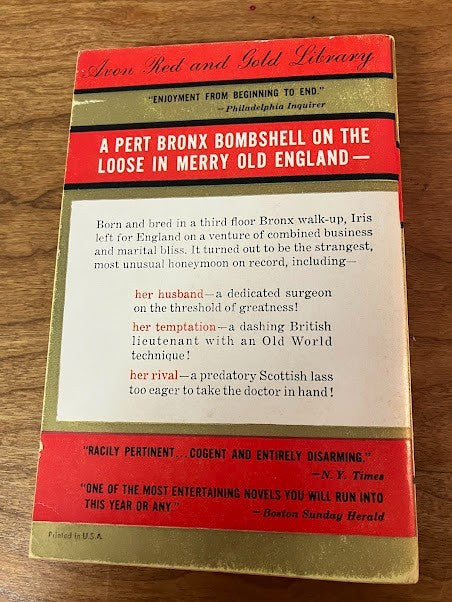 Avon Red and Gold Library
"ENJOYMENT FROM BEGINNING TO END."
—Philadelphia Inquirer
A PERT BRONX BOMBSHELL ON THE
LOOSE IN MERRY OLD ENGLAND—
Born and bred in a third floor Bronx walk-up, Iris
left for England on a venture of combined business
and marital bliss. It turned out to be the strangest,
most unusual honeymoon on record, including—
her husband—a dedicated surgeon
on the threshold of greatness!
her temptation—a dashing British
lieutenant with an Old World
technique!
her rival—a predatory Scottish lass
too eager to take the doctor in hand!
"RACILY PERTINENT...COGENT AND ENTIRELY DISARMING."
—N.Y. Times
"ONE OF THE MOST ENTERTAINING NOVELS YOU WILL RUN INTO
THIS YEAR OR ANY"
—Boston Sunday Herald
Printed in U.S.A.